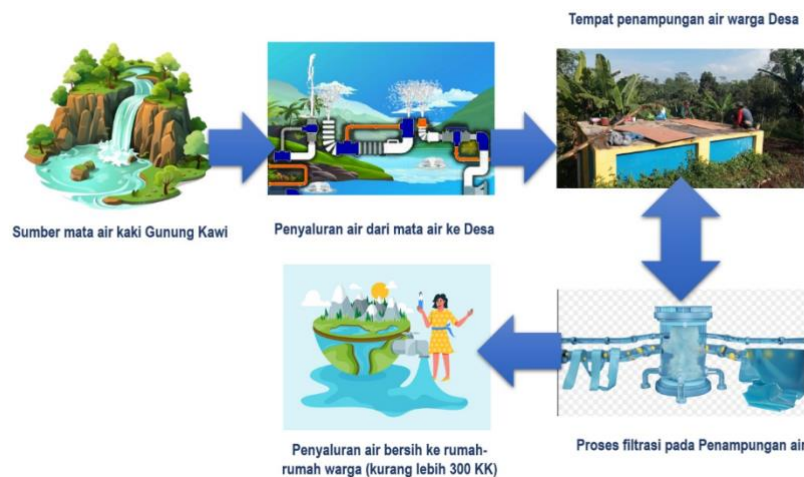 Tempat penampungan air warga Desa
Sumber mata air kaki Gunung Kawi
Penyaluran air dari mata air ke Desa
Penyaluran air bersih ke rumah-
rumah warga (kurang lebih 300 KK)
Proses filtrasi pada Penampungan air